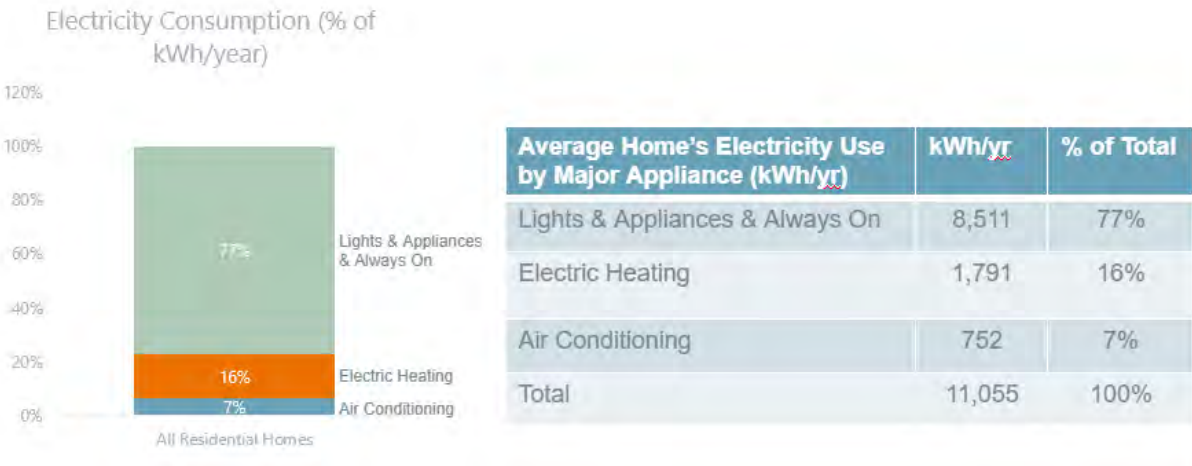 Electricity Consumption (% of
kWh/year)
120%
100%
80%
60%
40%
20%
0%
77%
16%
7%
Lights & Appliances
& Always On
Electric Heating
Air Conditioning
All Residential Homes
Average Home's Electricity Use
by Major Appliance (kWh/yr)
kWh/yr
% of Total
Lights & Appliances & Always On 8,511 77%
Electric Heating 1,791 16%
Air Conditioning 752 7%
Total 11,055 100%